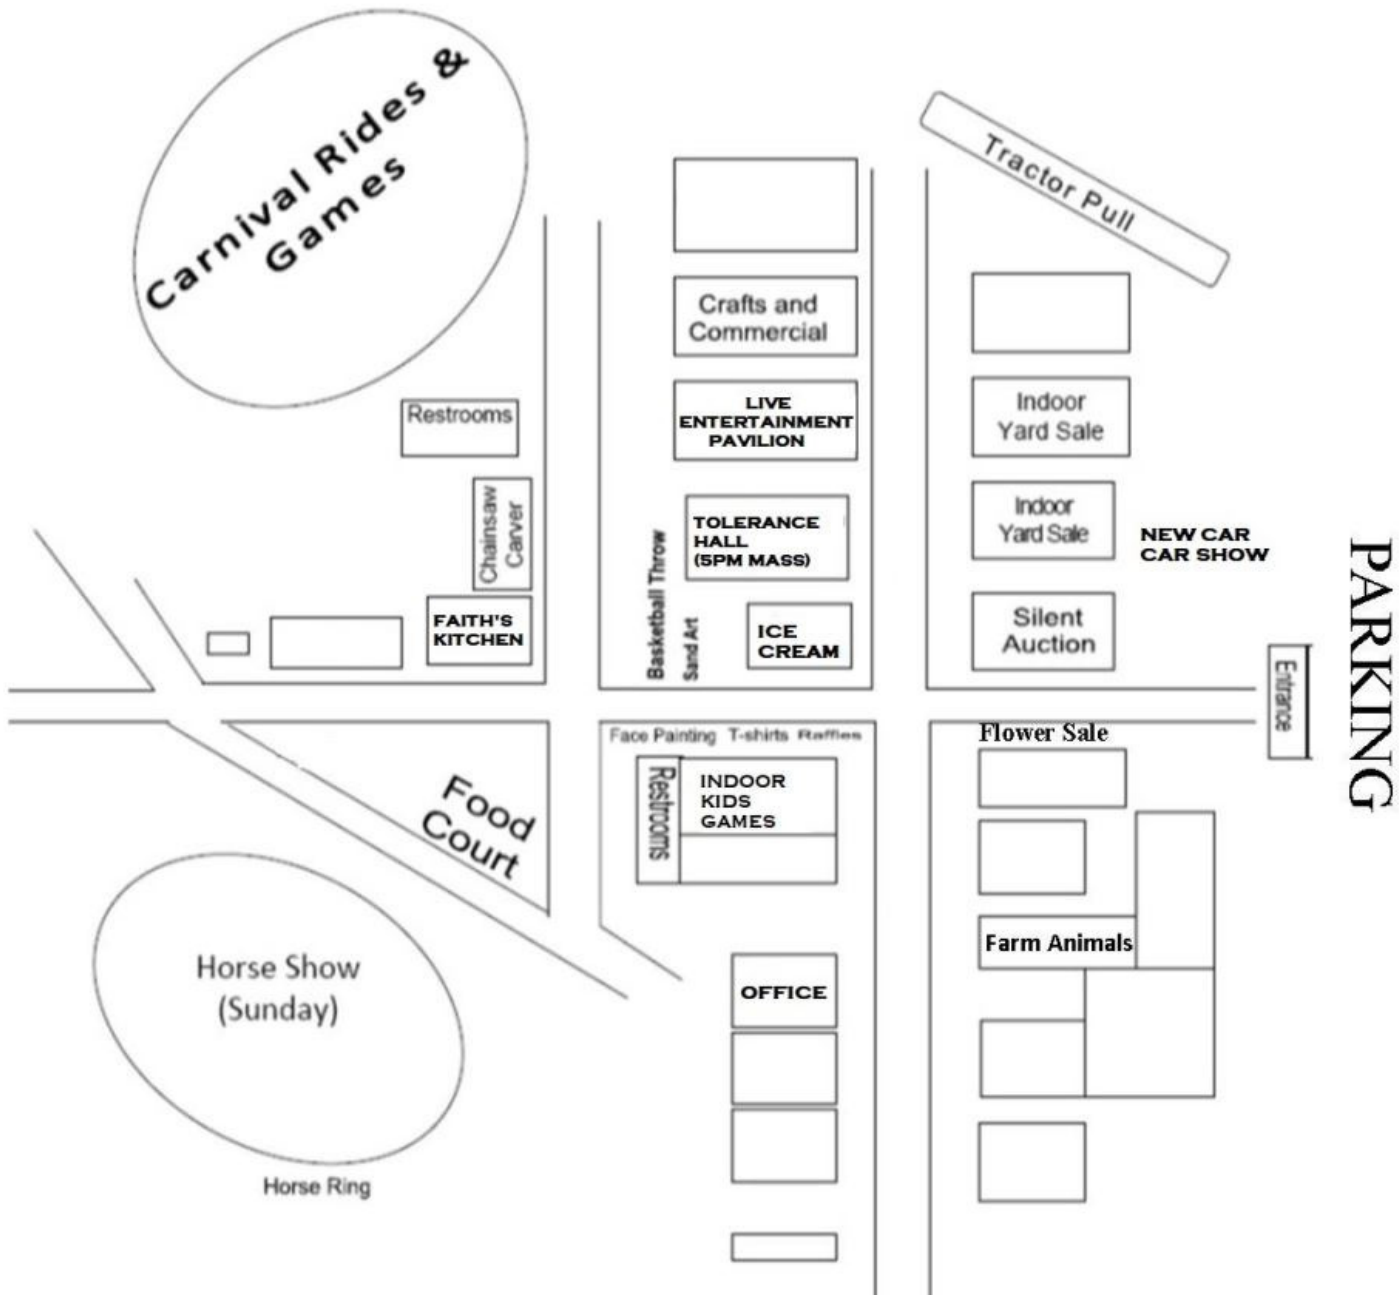 Carnival Rides &
Games
Tractor Pull
Crafts and
Commercial
LIVE
ENTERTAINMENT
PAVILION
Indoor
Yard Sale
Restrooms
Chainsaw
Carver
TOLERANCE
HALL
(5PM MASS)
Indoor
Yard Sale
NEW CAR
CAR SHOW
PARKING
FAITH'S
KITCHEN
Basketball Throw
Sand Art
ICE
CREAM
Silent
Auction
Entrance
Face Painting T-shirts Raffles
Flower Sale
Food
Court
Restrooms
INDOOR
KIDS
GAMES
Farm Animals
Horse Show
(Sunday)
OFFICE
Horse Ring